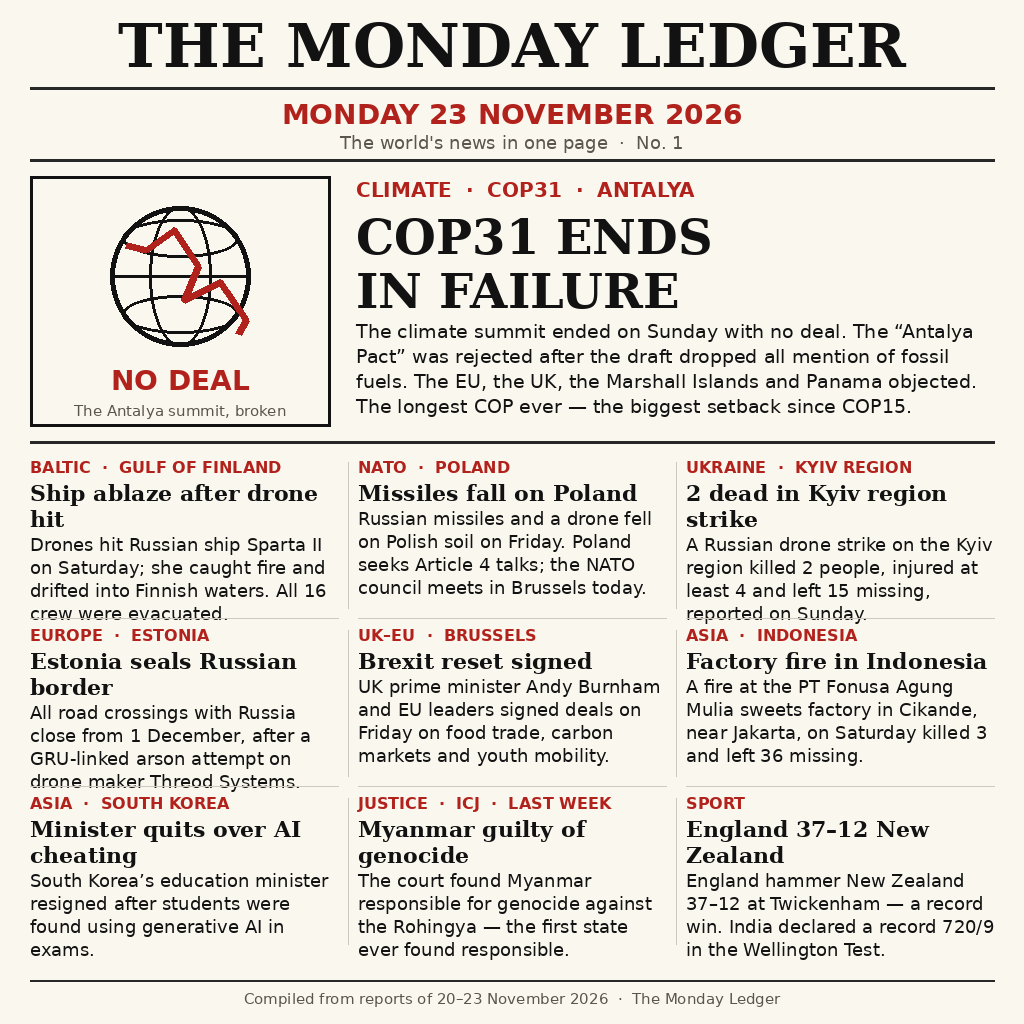 THE MONDAY LEDGER
MONDAY 23 NOVEMBER 2026
The world's news in one page · No. 1
NO DEAL
The Antalya summit, broken
CLIMATE · COP31 · ANTALYA
COP31 ENDS
IN FAILURE
The climate summit ended on Sunday with no deal. The “Antalya
Pact” was rejected after the draft dropped all mention of fossil
fuels. The EU, the UK, the Marshall Islands and Panama objected.
The longest COP ever — the biggest setback since COP15.
BALTIC · GULF OF FINLAND
Ship ablaze after drone
hit
Drones hit Russian ship Sparta II
on Saturday; she caught fire and
drifted into Finnish waters. All 16
crew were evacuated.
NATO · POLAND
Missiles fall on Poland
Russian missiles and a drone fell
on Polish soil on Friday. Poland
seeks Article 4 talks; the NATO
council meets in Brussels today.
UKRAINE · KYIV REGION
2 dead in Kyiv region
strike
A Russian drone strike on the Kyiv
region killed 2 people, injured at
least 4 and left 15 missing,
reported on Sunday.
EUROPE · ESTONIA
Estonia seals Russian
border
All road crossings with Russia
close from 1 December, after a
GRU-linked arson attempt on
drone maker Threod Systems.
UK–EU · BRUSSELS
Brexit reset signed
UK prime minister Andy Burnham
and EU leaders signed deals on
Friday on food trade, carbon
markets and youth mobility.
ASIA · INDONESIA
Factory fire in Indonesia
A fire at the PT Fonusa Agung
Mulia sweets factory in Cikande,
near Jakarta, on Saturday killed 3
and left 36 missing.
ASIA · SOUTH KOREA
Minister quits over AI
cheating
South Korea’s education minister
resigned after students were
found using generative AI in
exams.
JUSTICE · ICJ · LAST WEEK
Myanmar guilty of
genocide
The court found Myanmar
responsible for genocide against
the Rohingya — the first state
ever found responsible.
SPORT
England 37–12 New
Zealand
England hammer New Zealand
37–12 at Twickenham — a record
win. India declared a record 720/9
in the Wellington Test.
Compiled from reports of 20–23 November 2026 · The Monday Ledger